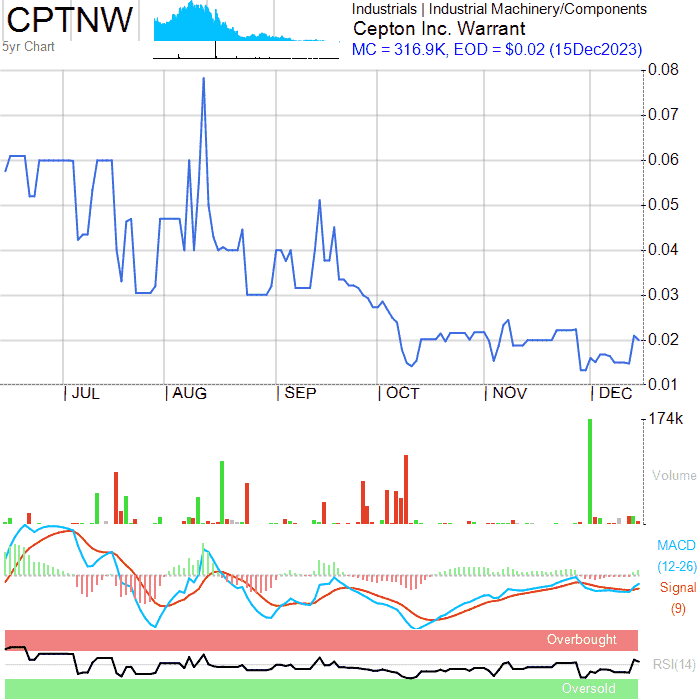 CPTNW
5yr Chart
Industrials | Industrial Machinery/Components
Cepton Inc. Warrant
MC = 316.9K, EOD = $0.02 (15Dec2023)
0.08
0.07
0.06
0.05
0.04
0.03
0.02
0.01
JUL
AUG
SEP
OCT
NOV
DEC
174k
Volume
MACD
(12-26)
Signal
(9)
Overbought
RSI(14)
Oversold